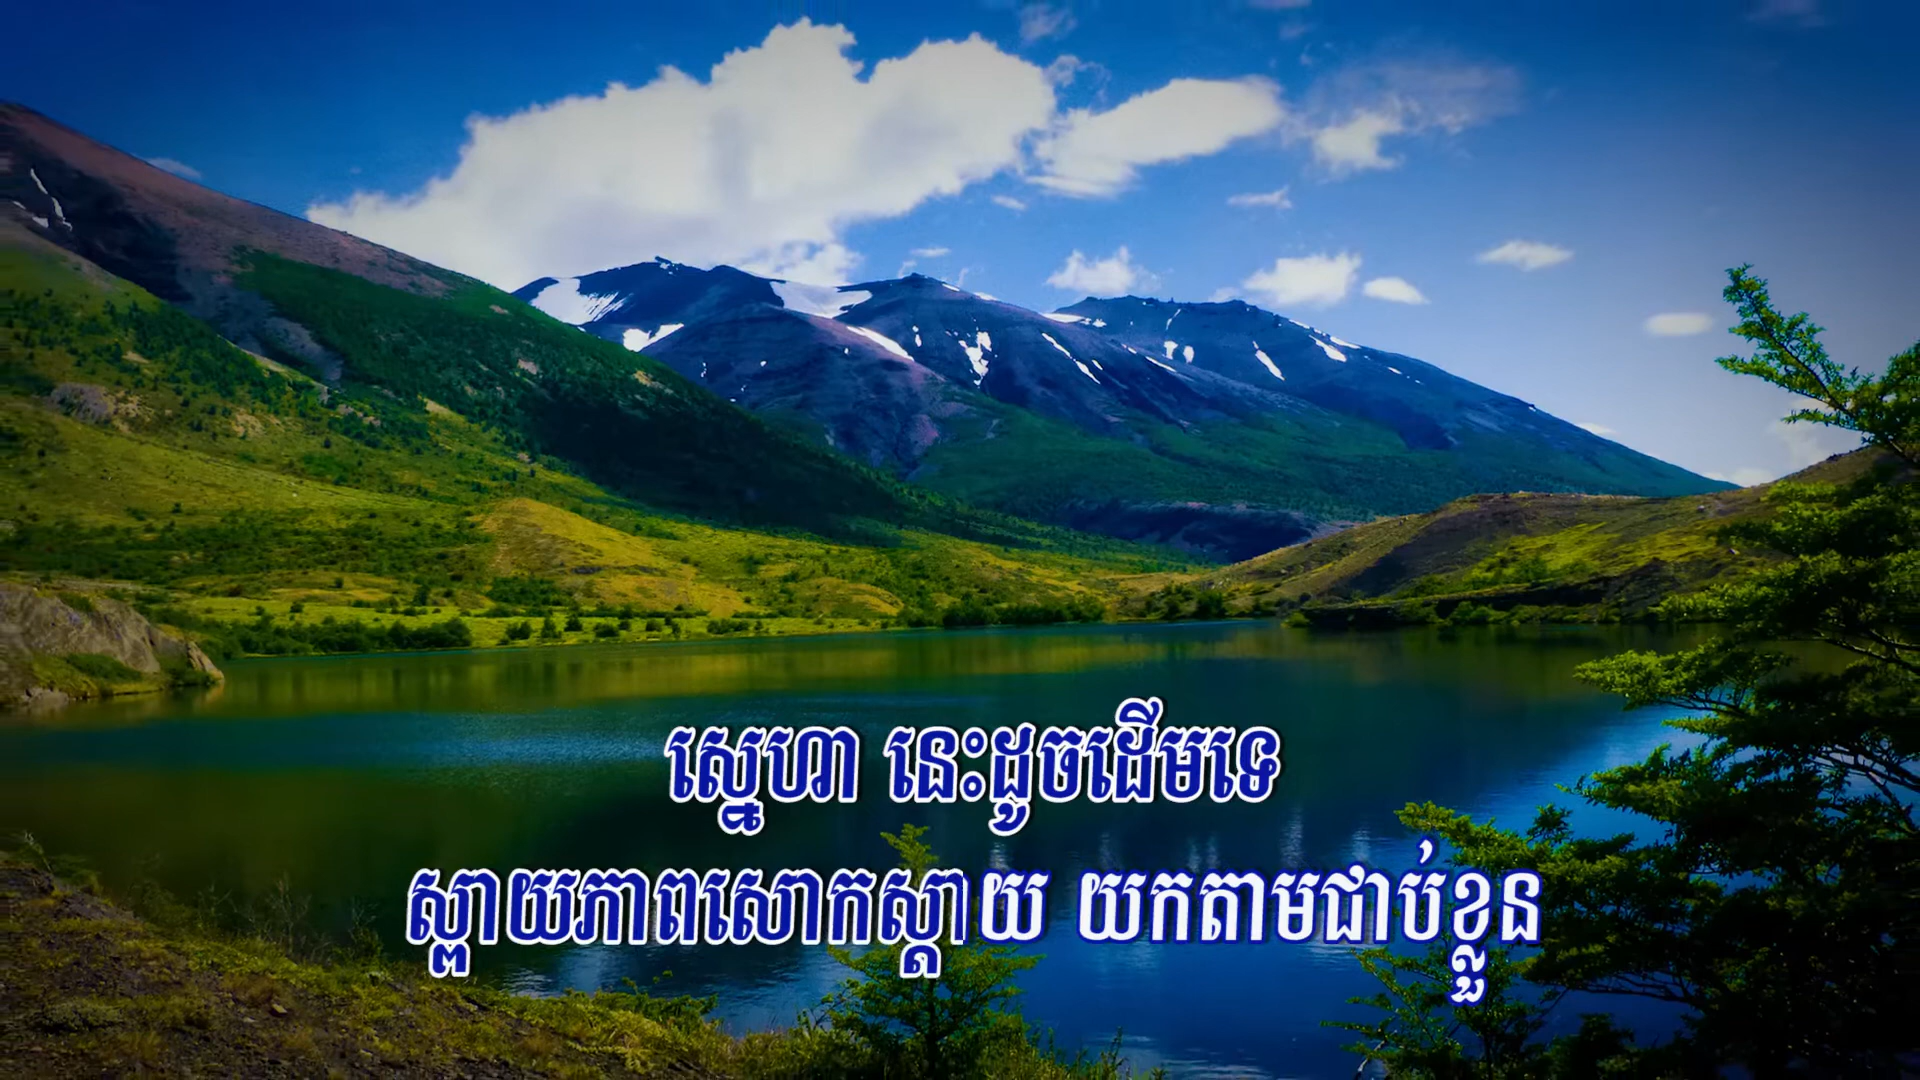 ស្នេហា នេះដូចដើមទេ
ស្ពាយភាពសោកស្ដាយ យកតាមជាប់ខ្លួន